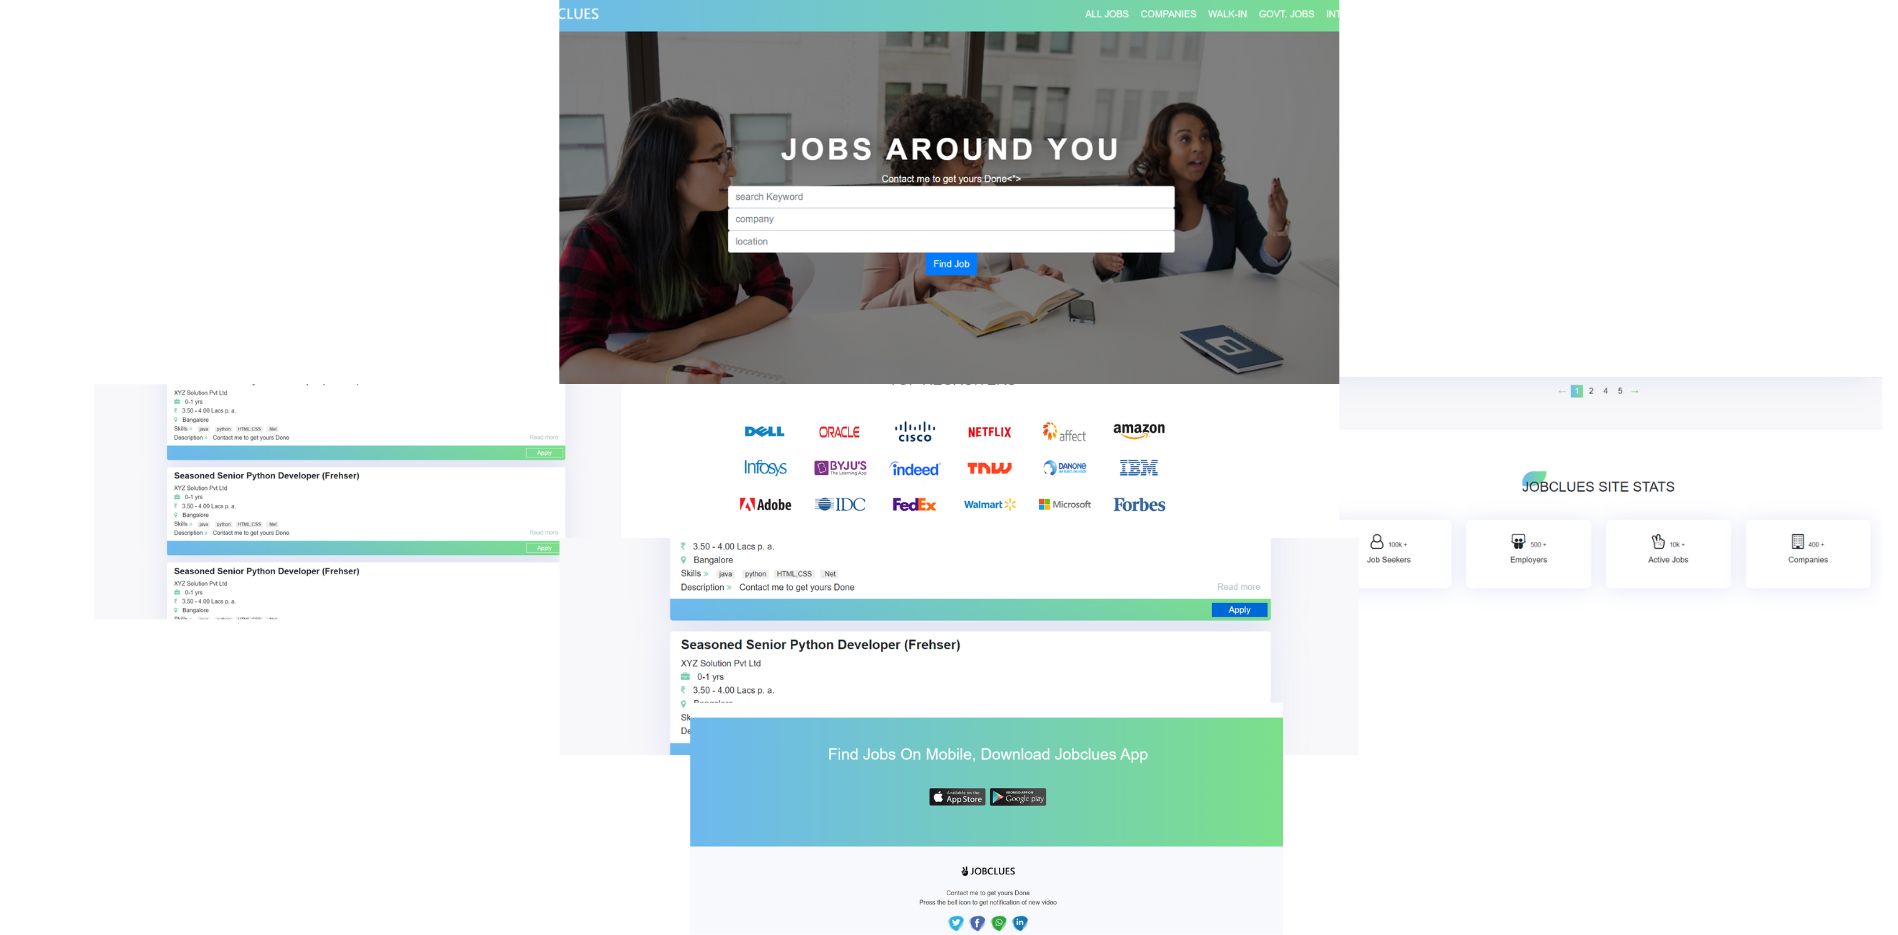 CLUES
ALL JOBS COMPANIES WALK-IN GOVT. JOBS INT
JOBS AROUND YOU
Contact me to get yours Done<">
search Keyword
company
location
Find Job
XYZ Solution Pvt Ltd
0-1 yrs
3.50 - 4.00 Lacs p. a.
Bangalore
Skills » java python HTML,CSS .Net
Description » Contact me to get yours Done Read more
Apply
Seasoned Senior Python Developer (Frehser)
XYZ Solution Pvt Ltd
0-1 yrs
₹ 3.50 - 4.00 Lacs p. a.
Bangalore
Skills » java python HTML,CSS .Net
Description » Contact me to get yours Done Read more
Apply
Seasoned Senior Python Developer (Frehser)
XYZ Solution Pvt Ltd
0-1 yrs
₹ 3.50 - 4.00 Lacs p. a.
Bangalore
DELL ORACLE CISCO NETFLIX affect amazon
Infosys BYJU'S The Learning App indeed TNW DANONE IBM
Adobe IDC FedEx Walmart Microsoft Forbes
← 1 2 4 5 →
JOBCLUES SITE STATS
100k + 500 + 10k + 400 +
Job Seekers Employers Active Jobs Companies
₹ 3.50 - 4.00 Lacs p. a.
Bangalore
Skills » java python HTML,CSS .Net
Description » Contact me to get yours Done Read more
Apply
Seasoned Senior Python Developer (Frehser)
XYZ Solution Pvt Ltd
0-1 yrs
₹ 3.50 - 4.00 Lacs p. a.
Sk
De
Find Jobs On Mobile, Download Jobclues App
Available on the App Store Google play
JOBCLUES
Contact me to get yours Done
Press the bell icon to get notification of new video